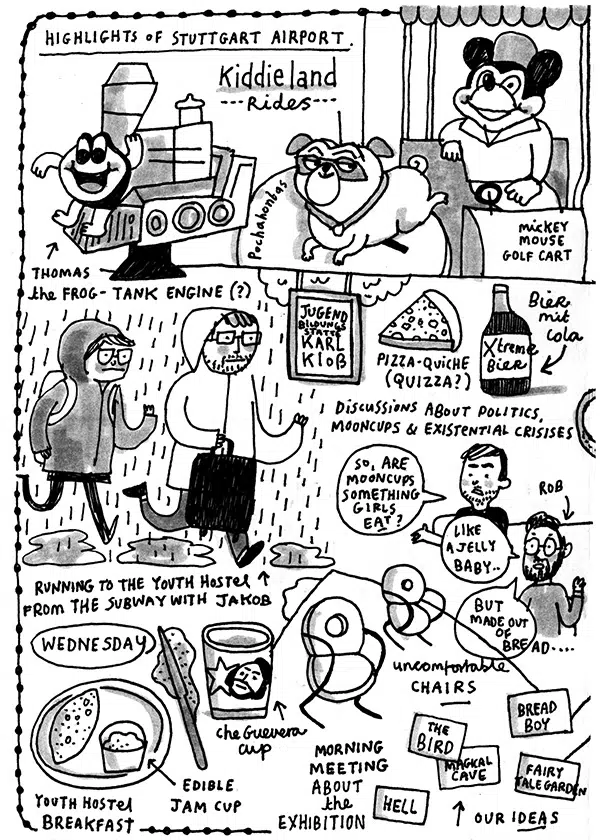 HIGHLIGHTS OF STUTTGART AIRPORT.
Kiddieland
---Rides---
Pochahontas
?
MICKEY
MOUSE
GOLF CART
THOMAS
the FROG-TANK ENGINE (?)
JUGEND
BILDUNGS
STATTE
KARL
KLOß
PIZZA-QUICHE
(QUIZZA?)
Xtreme
Bier
Bier
mit
Cola
DISCUSSIONS ABOUT POLITICS,
MOONCUPS & EXISTENTIAL CRISISES
SO, ARE
MOONCUPS
SOMETHING
GIRLS
EAT?
ROB
LIKE
A JELLY
BABY..
BUT
MADE OUT
OF
BREAD....
RUNNING TO THE YOUTH HOSTEL
FROM THE SUBWAY WITH JAKOB
WEDNESDAY
Che Guevera
cup
EDIBLE
JAM CUP
YOUTH HOSTEL
BREAKFAST
uncomfortable
CHAIRS
MORNING
MEETING
ABOUT
the
EXHIBITION
BREAD
BOY
THE
BIRD
MAGICAL
CAVE
FAIRY
TALE GARDEN
HELL
OUR IDEAS